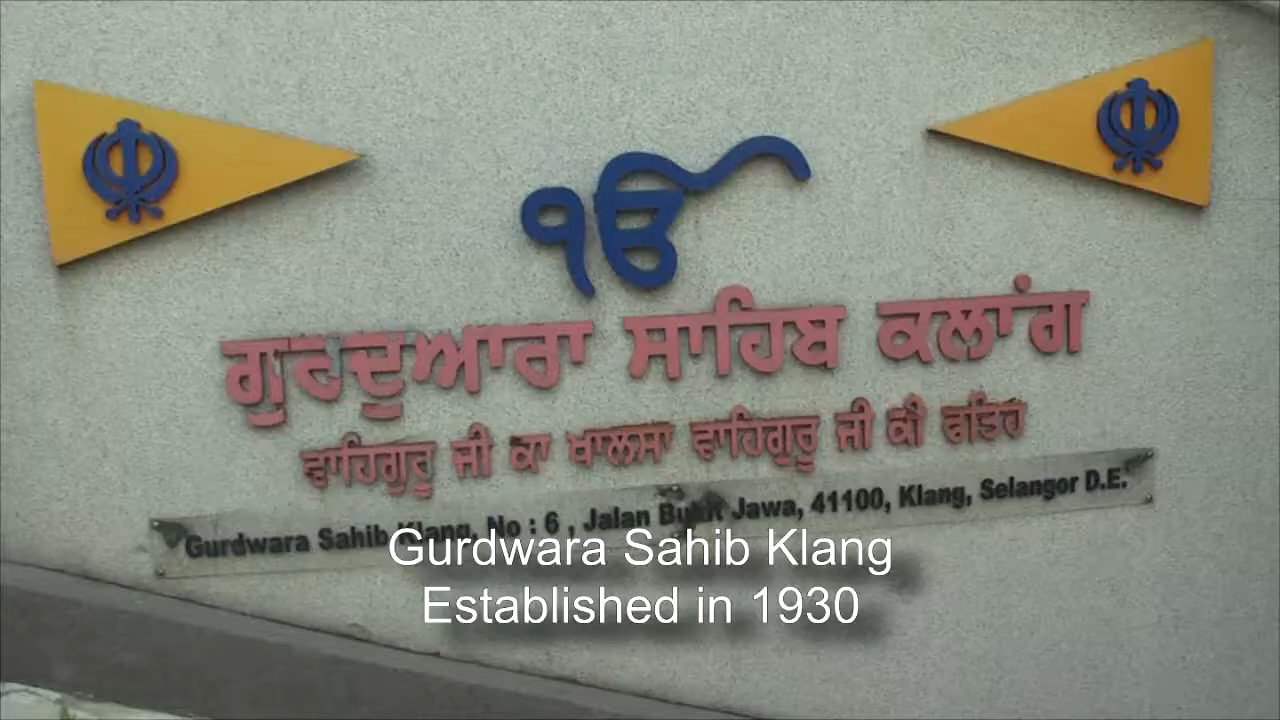 ੴ
ਗੁਰਦੁਆਰਾ ਸਾਹਿਬ ਕਲਾਂਗ
ਵਾਹਿਗੁਰੂ ਜੀ ਕਾ ਖਾਲਸਾ ਵਾਹਿਗੁਰੂ ਜੀ ਕੀ ਫਤਿਹ
Gurdwara Sahib Klang, No : 6 , Jalan Bukit Jawa, 41100, Klang, Selangor D.E.
Gurdwara Sahib Klang
Established in 1930